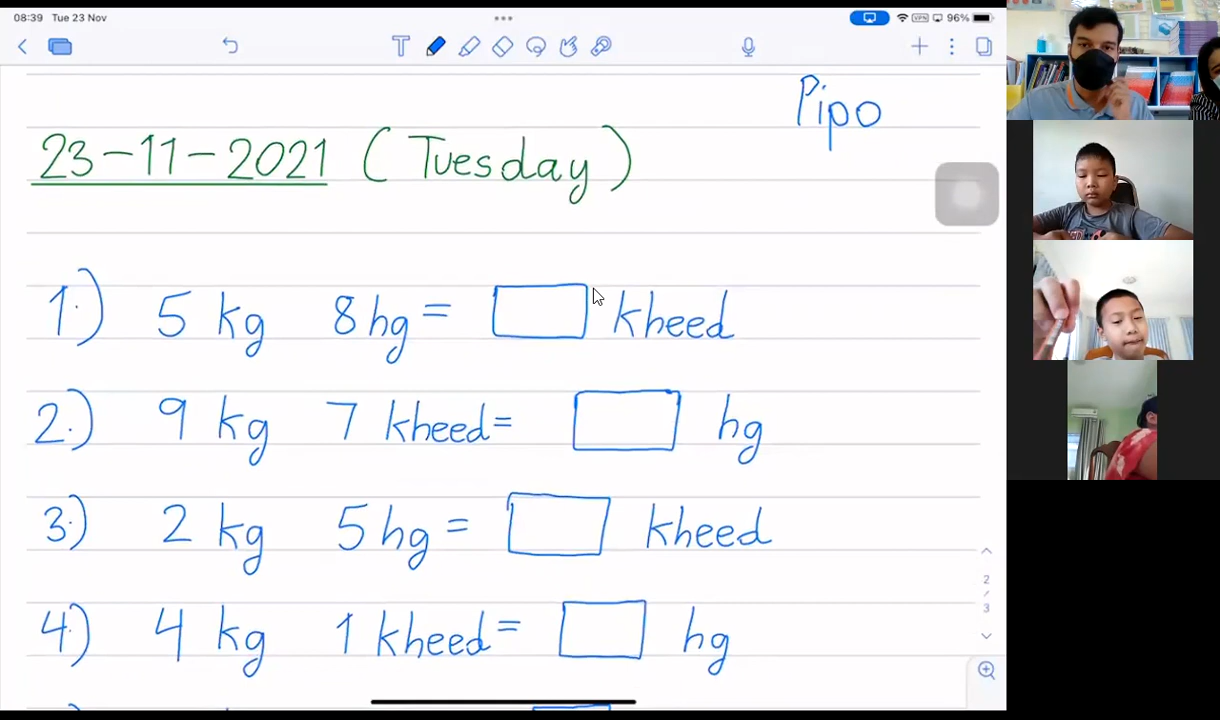 08:39 Tue 23 Nov
VPN 96%
T
Pipo
23-11-2021 (Tuesday)
1.) 5 kg 8 hg = kheed
2.) 9 kg 7 kheed = hg
3.) 2 kg 5 hg = kheed
4.) 4 kg 1 kheed = hg
2
/
3